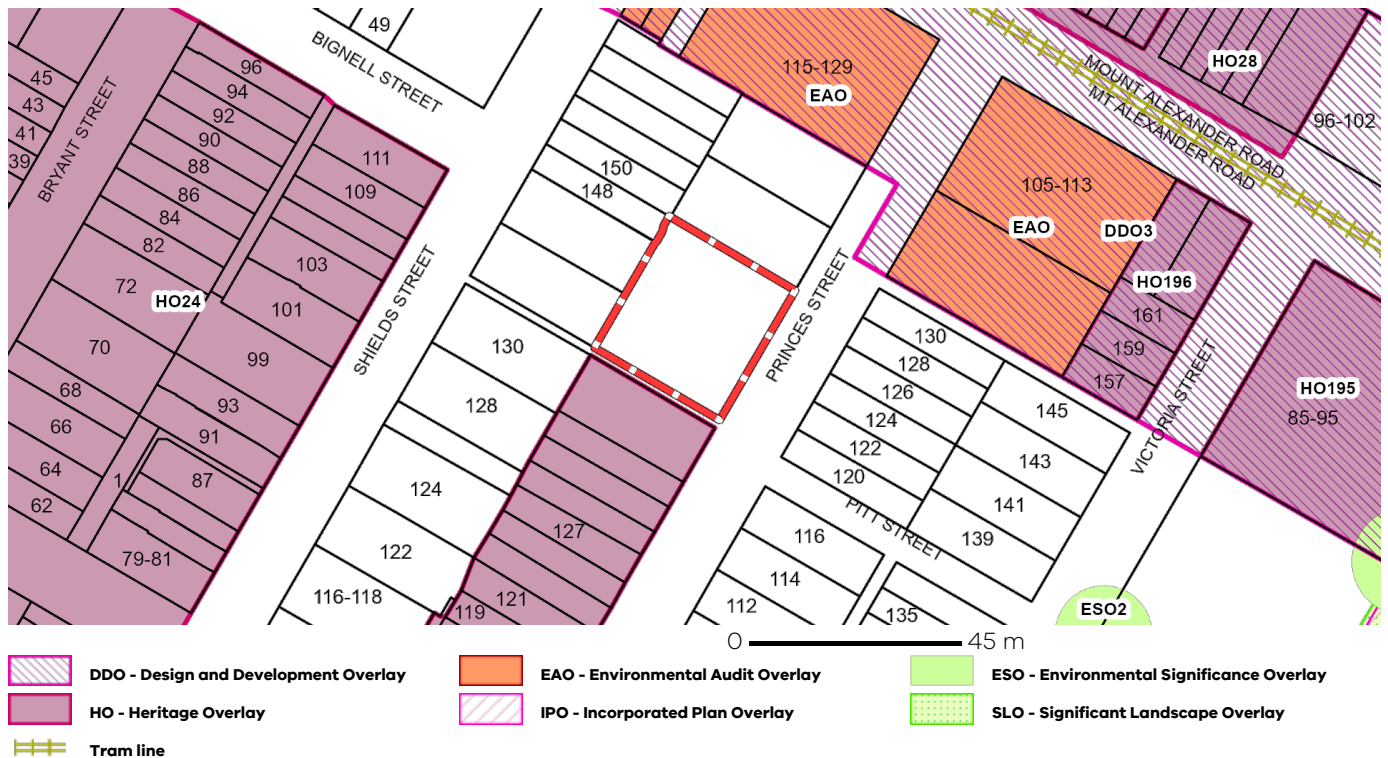 49
BIGNELL STREET
45
43
41
39
BRYANT STREET
96
94
92
90
88
86
84
82
72
HO24
70
68
66
64
62
1
111
109
103
101
99
93
91
87
79-81
SHIELDS STREET
150
148
130
128
124
122
116-118
119
121
127
PRINCES STREET
115-129
EAO
105-113
EAO
DDO3
HO196
161
159
157
MOUNT ALEXANDER ROAD
MT ALEXANDER ROAD
HO28
96-102
HO195
85-95
VICTORIA STREET
130
128
126
124
122
120
145
143
141
139
PITT STREET
116
114
112
135
ESO2
0 45 m
DDO - Design and Development Overlay
EAO - Environmental Audit Overlay
ESO - Environmental Significance Overlay
HO - Heritage Overlay
IPO - Incorporated Plan Overlay
SLO - Significant Landscape Overlay
Tram line